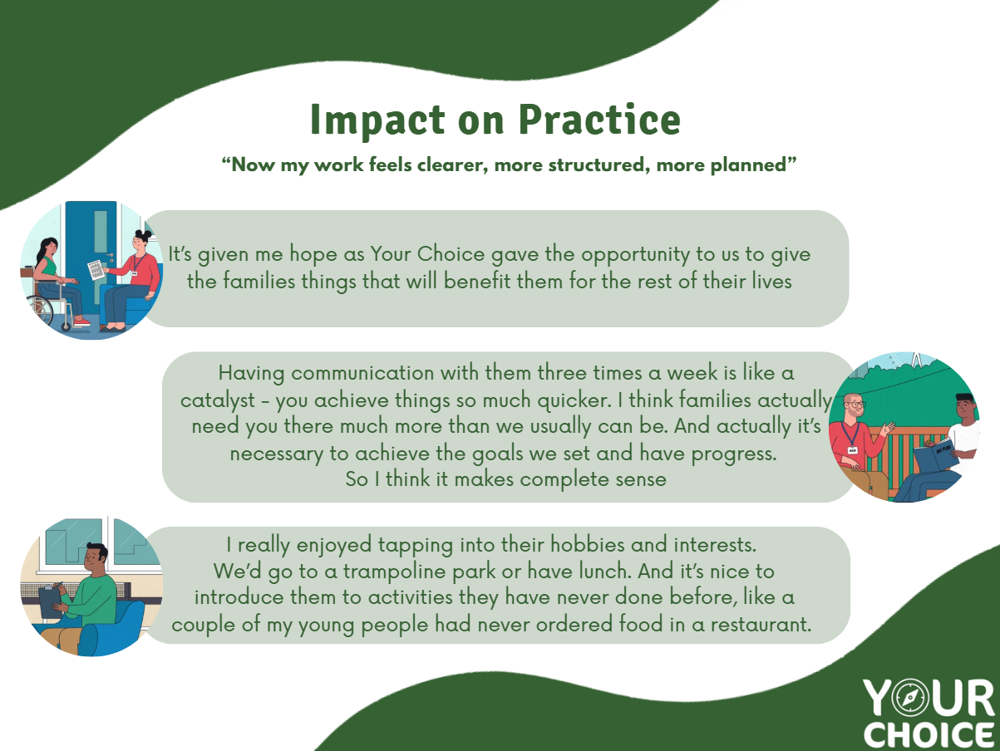 Impact on Practice
“Now my work feels clearer, more structured, more planned”
It’s given me hope as Your Choice gave the opportunity to us to give
the families things that will benefit them for the rest of their lives
Having communication with them three times a week is like a
catalyst - you achieve things so much quicker. I think families actually
need you there much more than we usually can be. And actually it’s
necessary to achieve the goals we set and have progress.
So I think it makes complete sense
MY PLAN
I really enjoyed tapping into their hobbies and interests.
We’d go to a trampoline park or have lunch. And it’s nice to
introduce them to activities they have never done before, like a
couple of my young people had never ordered food in a restaurant.
YOUR
CHOICE